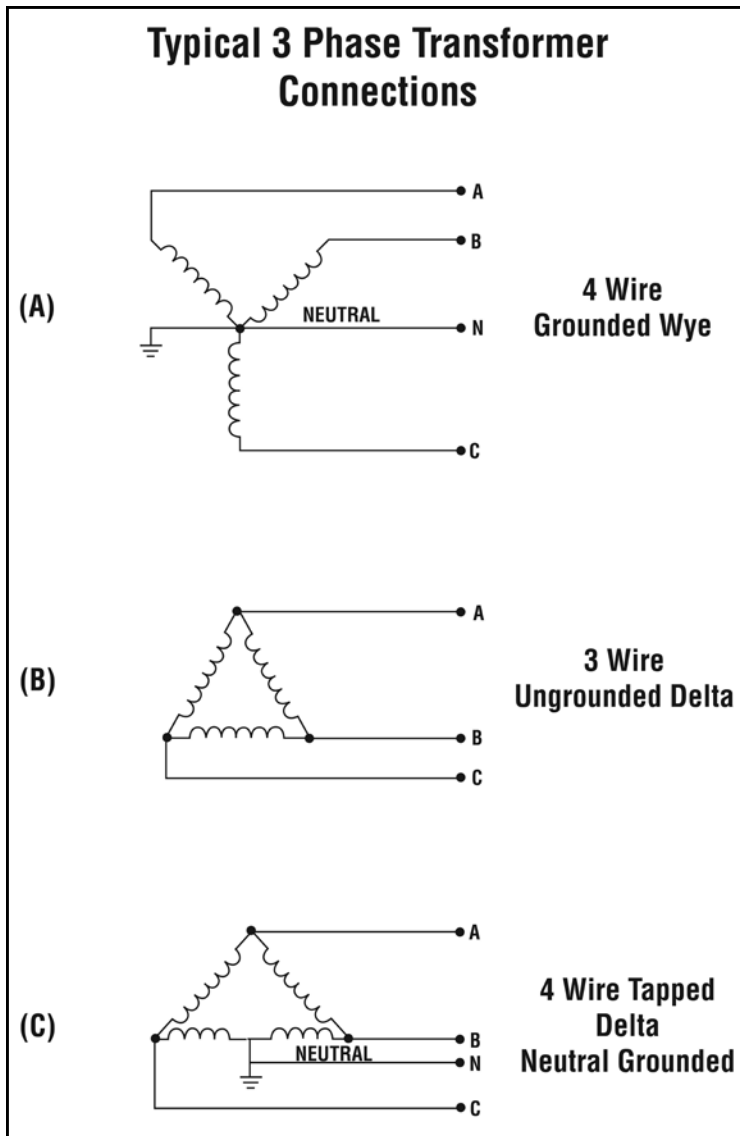 Typical 3 Phase Transformer
Connections
A
B
(A)
NEUTRAL
N
4 Wire
Grounded Wye
C
A
(B)
3 Wire
Ungrounded Delta
B
C
A
(C)
4 Wire Tapped
Delta
Neutral Grounded
B
NEUTRAL
N
C